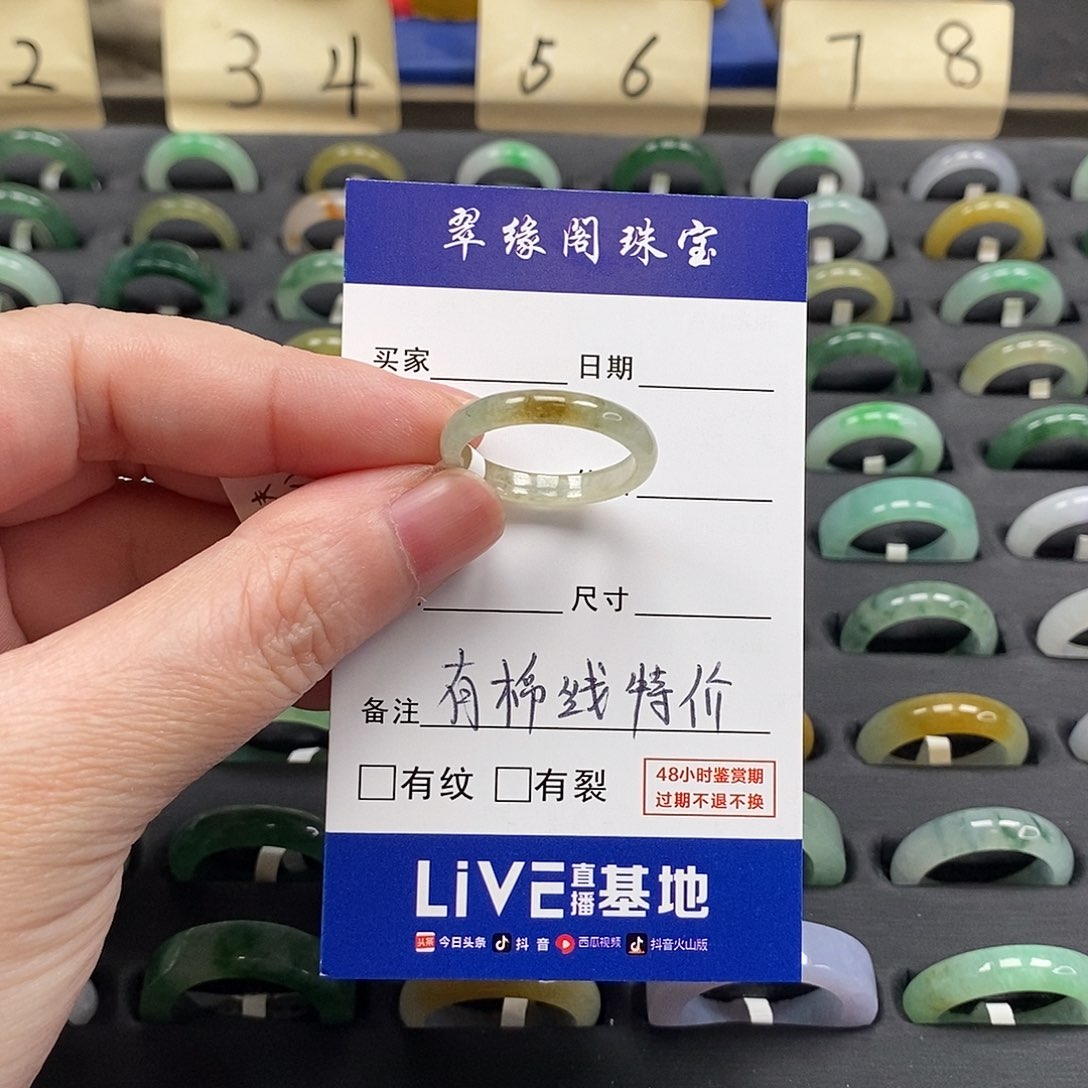 2
3 4
5 6
7 8
翠缘阁珠宝
买家 日期
尺寸
备注 有棉线特价
有纹 有裂
48小时鉴赏期
过期不退不换
LiVE直播基地
头条 今日头条 抖音 西瓜视频 抖音火山版